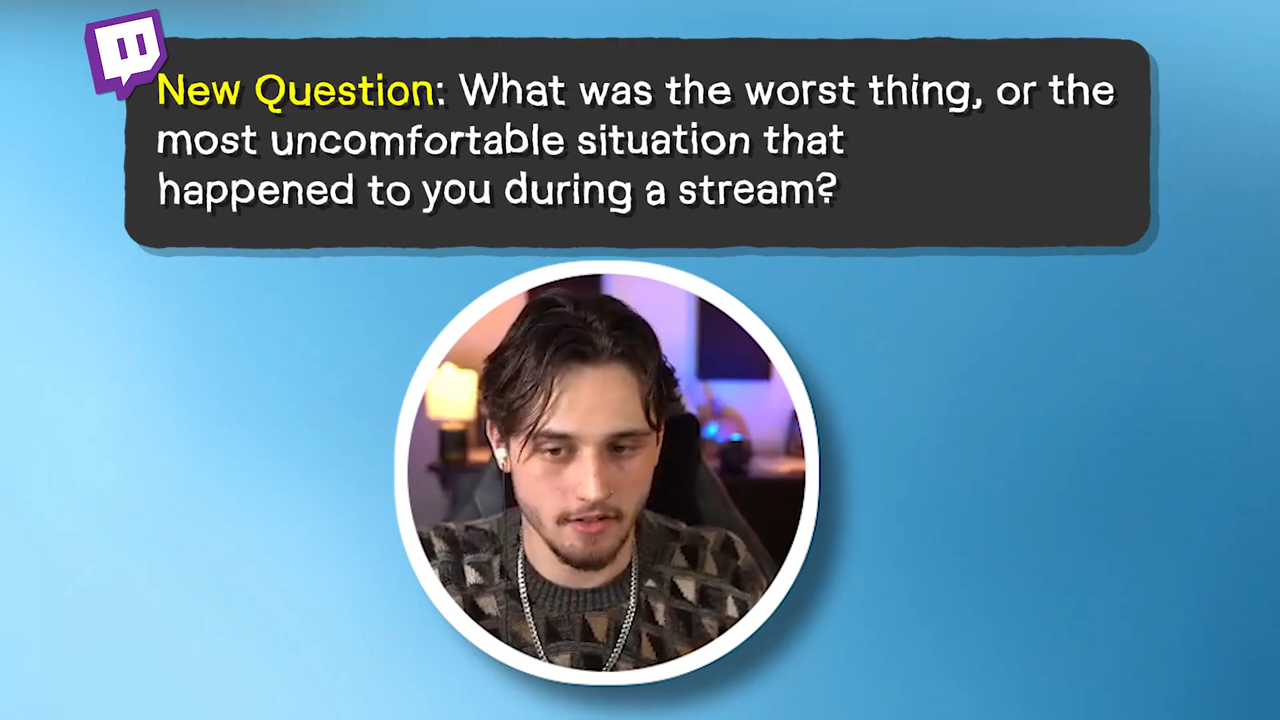 New Question: What was the worst thing, or the
most uncomfortable situation that
happened to you during a stream?